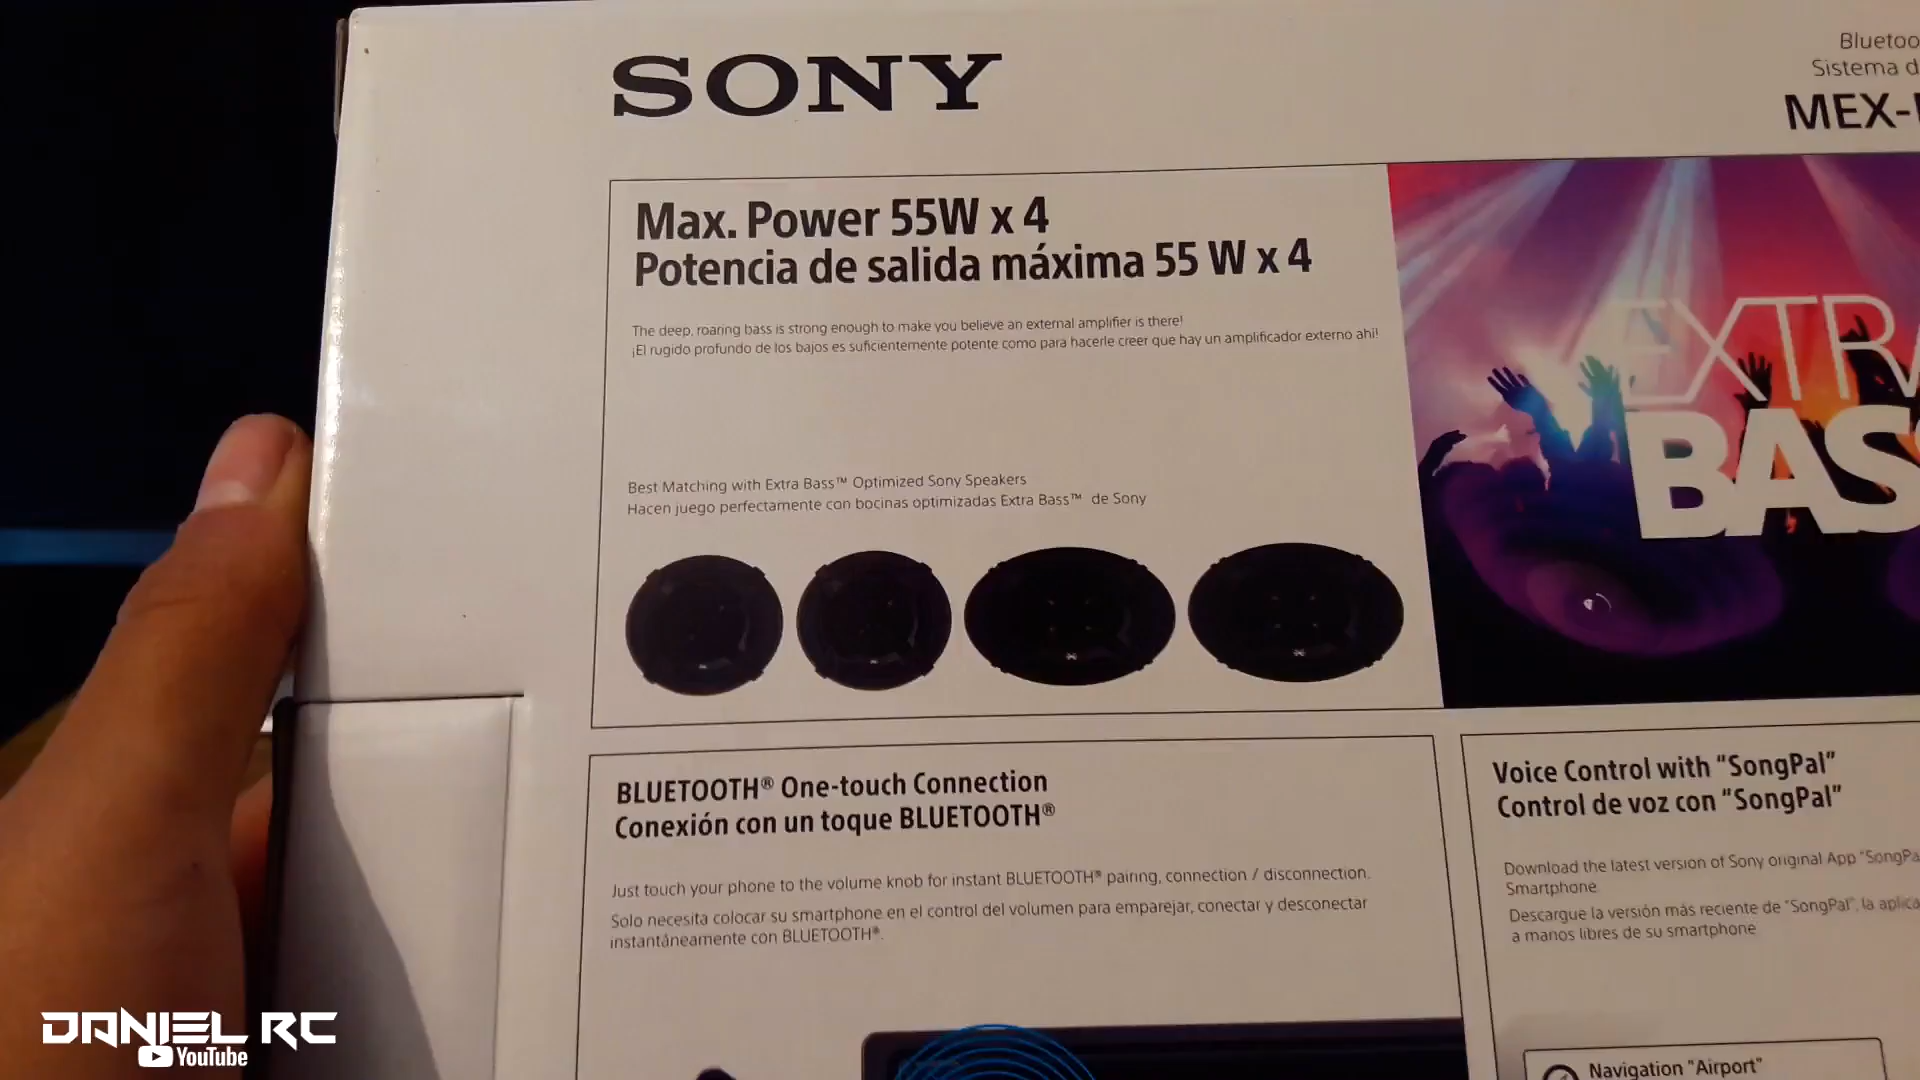 SONY
Sistema
Max. Power 55W x 4
Potencia de salida máxima 55 W x 4
The deep, roaring bass is strong enough to make you believe an external amplifier is there!
¡El rugido profundo de los bajos es suficientemente potente como para hacerle creer que hay un amplificador externo ahí!
EXTRA
BASS
Best Matching with Extra Bass™ Optimized Sony Speakers
Hacen juego perfectamente con bocinas optimizadas Extra Bass™ de Sony
BLUETOOTH® One-touch Connection
Conexión con un toque BLUETOOTH®
Just touch your phone to the volume knob for instant BLUETOOTH® pairing, connection / disconnection.
Solo necesita colocar su smartphone en el control del volumen para emparejar, conectar y desconectar
instantáneamente con BLUETOOTH®.
Voice Control with "SongPal"
Control de voz con "SongPal"
Download the latest version of Sony original App "SongPa
Smartphone
Descargue la versión más reciente de "SongPal", la aplica
a manos libres de su smartphone
Navigation "Airport"
DANIEL RC
YouTube